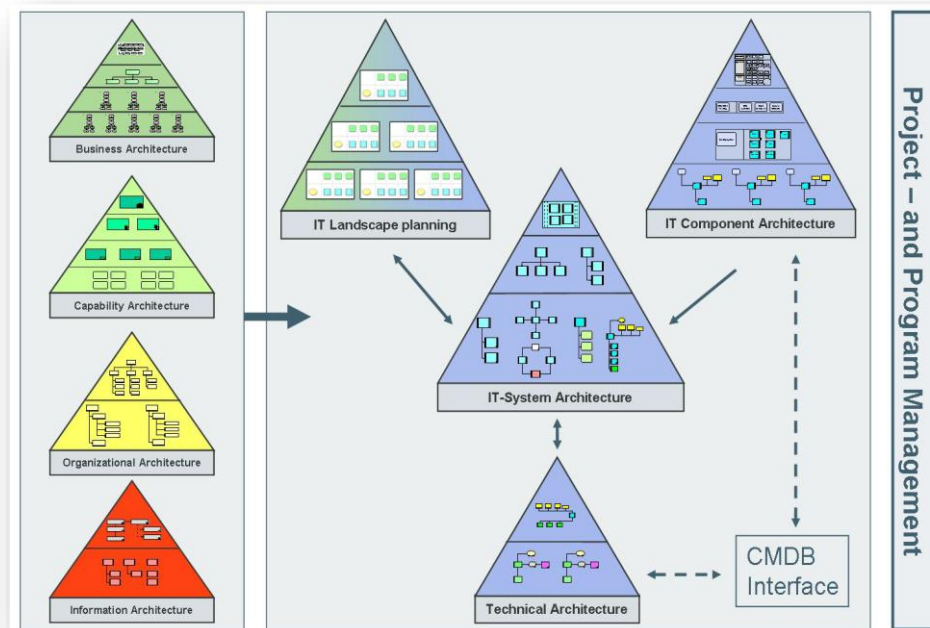 Business Architecture
Capability Architecture
Organizational Architecture
Information Architecture
IT Landscape planning
IT Component Architecture
IT-System Architecture
Technical Architecture
CMDB
Interface
Project – and Program Management